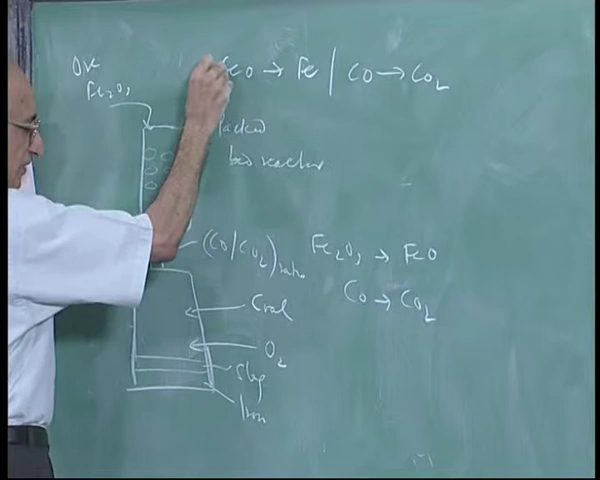 Ore
Fe2O3
FeO → Fe | CO → CO2
Packed
bed reactor
(CO/CO2) ratio
Fe2O3 → FeO
CO → CO2
Coal
O2
Slag
Iron